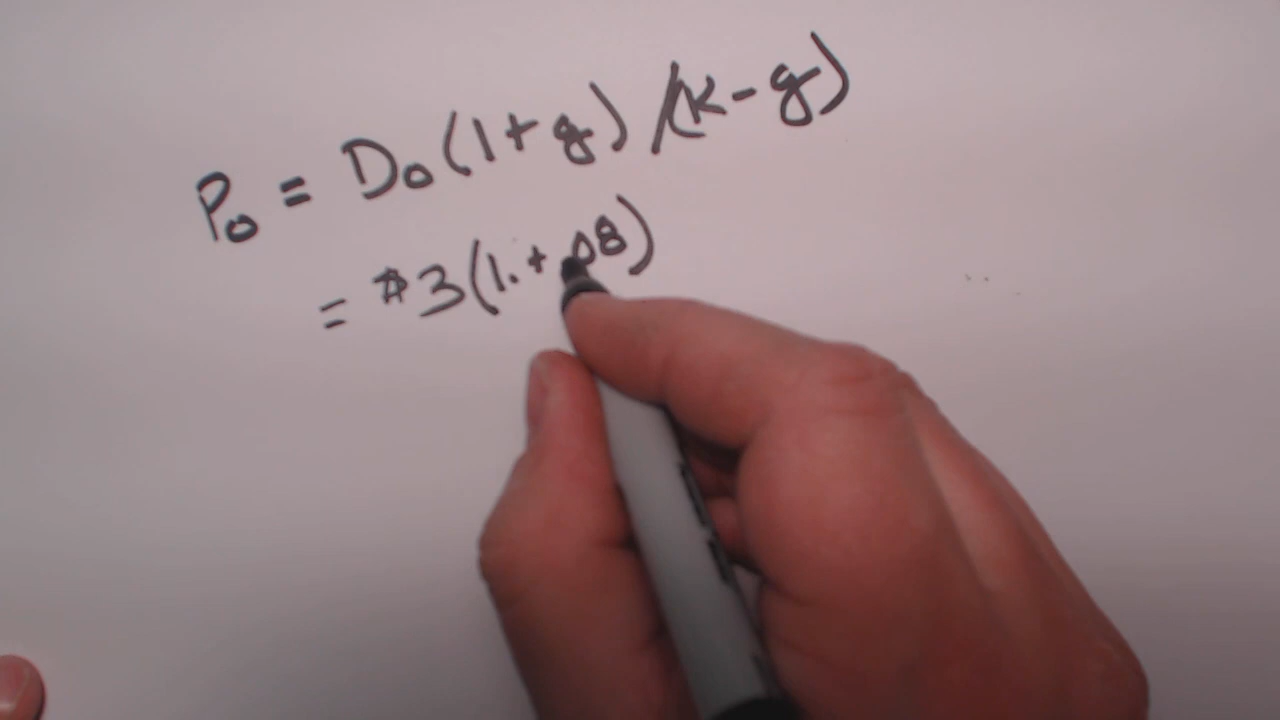 P0 = D0(1+g)/(K-g)
= $3(1.+.08)